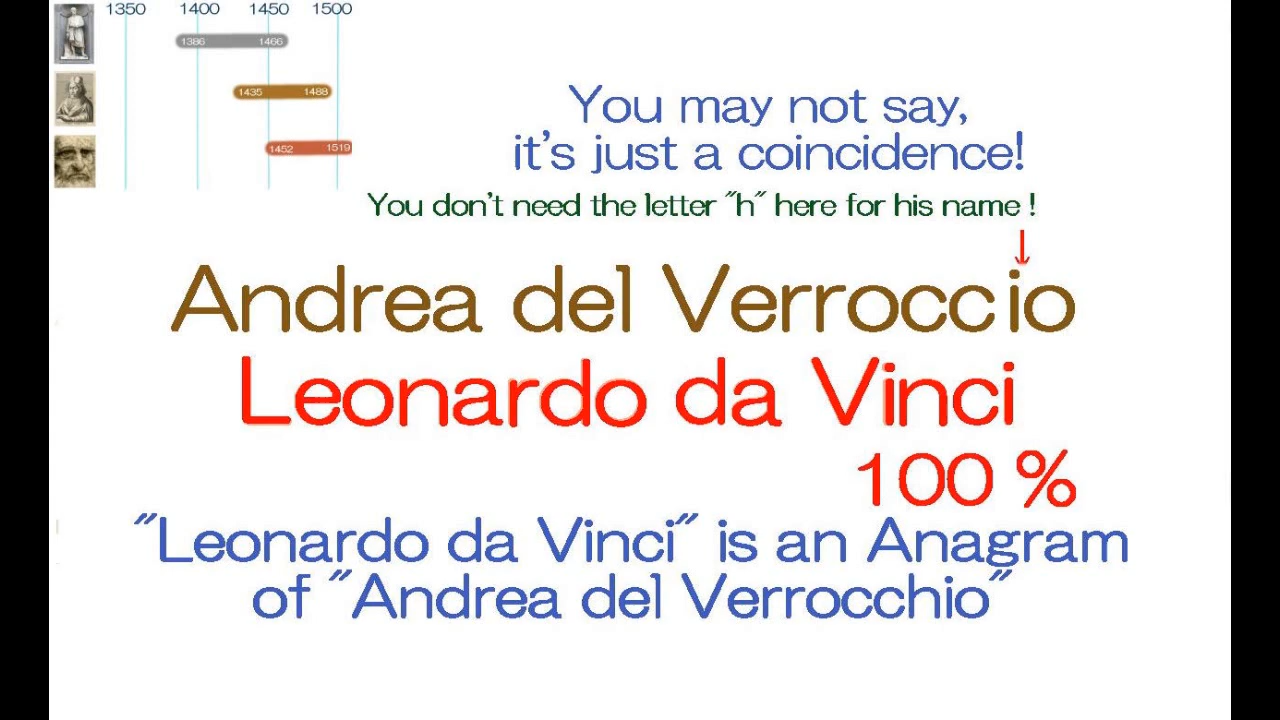 1350 1400 1450 1500
1386 1466
1435 1488
1452 1519
You may not say,
it's just a coincidence!
You don't need the letter "h" here for his name !
↓
Andrea del Verroccio
Leonardo da Vinci
100 %
"Leonardo da Vinci" is an Anagram
of "Andrea del Verrocchio"